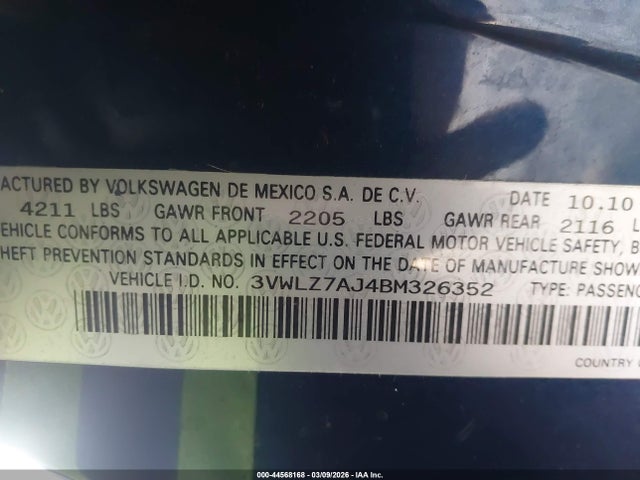 ACTURED BY VOLKSWAGEN DE MEXICO S.A. DE C.V. DATE 10.10
4211 LBS GAWR FRONT 2205 LBS GAWR REAR 2116 L
VEHICLE CONFORMS TO ALL APPLICABLE U.S. FEDERAL MOTOR VEHICLE SAFETY, B
HEFT PREVENTION STANDARDS IN EFFECT ON THE DATE OF MANUFACTURE SHOW
VEHICLE I.D. NO. 3VWLZ7AJ4BM326352 TYPE: PASSENG
COUNTRY
000-44568168 - 03/09/2026 - IAA Inc.